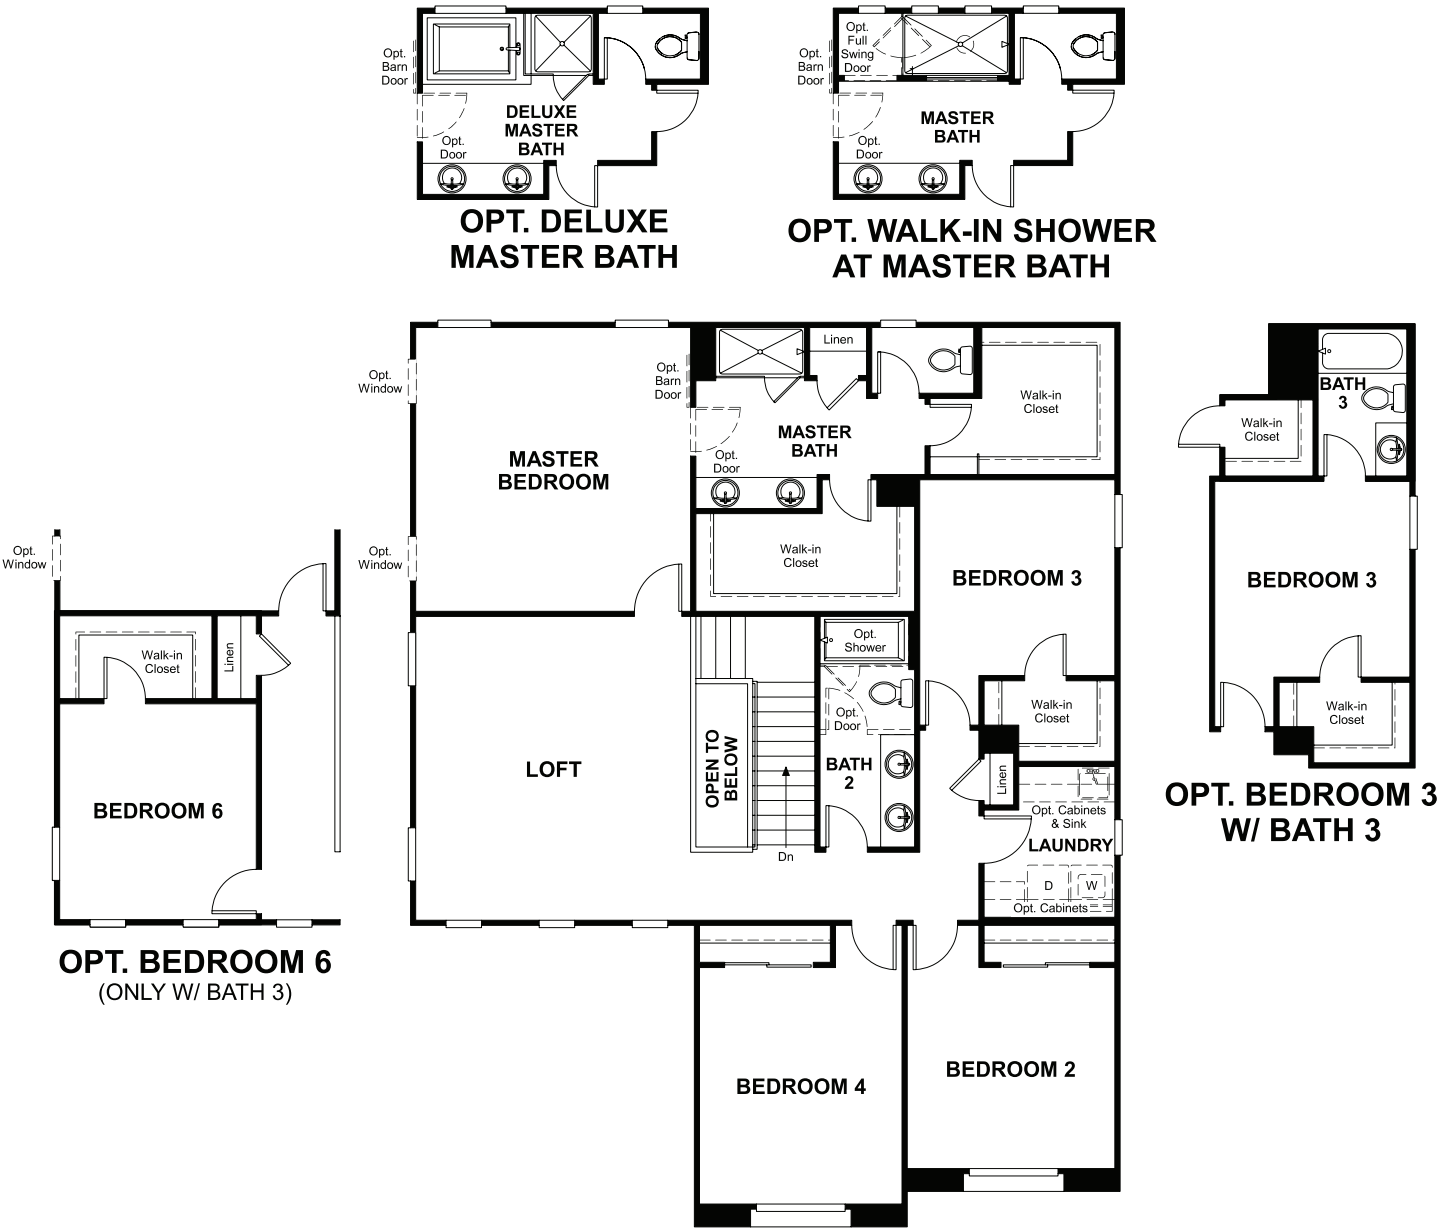 Opt.
Barn
Door
DELUXE
MASTER
BATH
Opt.
Door
OPT. DELUXE
MASTER BATH
Opt.
Barn
Door
Opt.
Full
Swing
Door
MASTER
BATH
Opt.
Door
OPT. WALK-IN SHOWER
AT MASTER BATH
Opt.
Window
MASTER
BEDROOM
Opt.
Window
Opt.
Barn
Door
Linen
MASTER
BATH
Opt.
Door
Walk-in
Closet
Walk-in
Closet
BEDROOM 3
Walk-in
Closet
Opt.
Shower
Opt.
Door
BATH
2
OPEN TO
BELOW
Dn
LOFT
Linen
Opt. Cabinets
& Sink
LAUNDRY
D
W
Opt. Cabinets
BEDROOM 4
BEDROOM 2
Opt.
Window
Walk-in
Closet
Linen
BEDROOM 6
OPT. BEDROOM 6
(ONLY W/ BATH 3)
BATH
3
Walk-in
Closet
BEDROOM 3
Walk-in
Closet
OPT. BEDROOM 3
W/ BATH 3